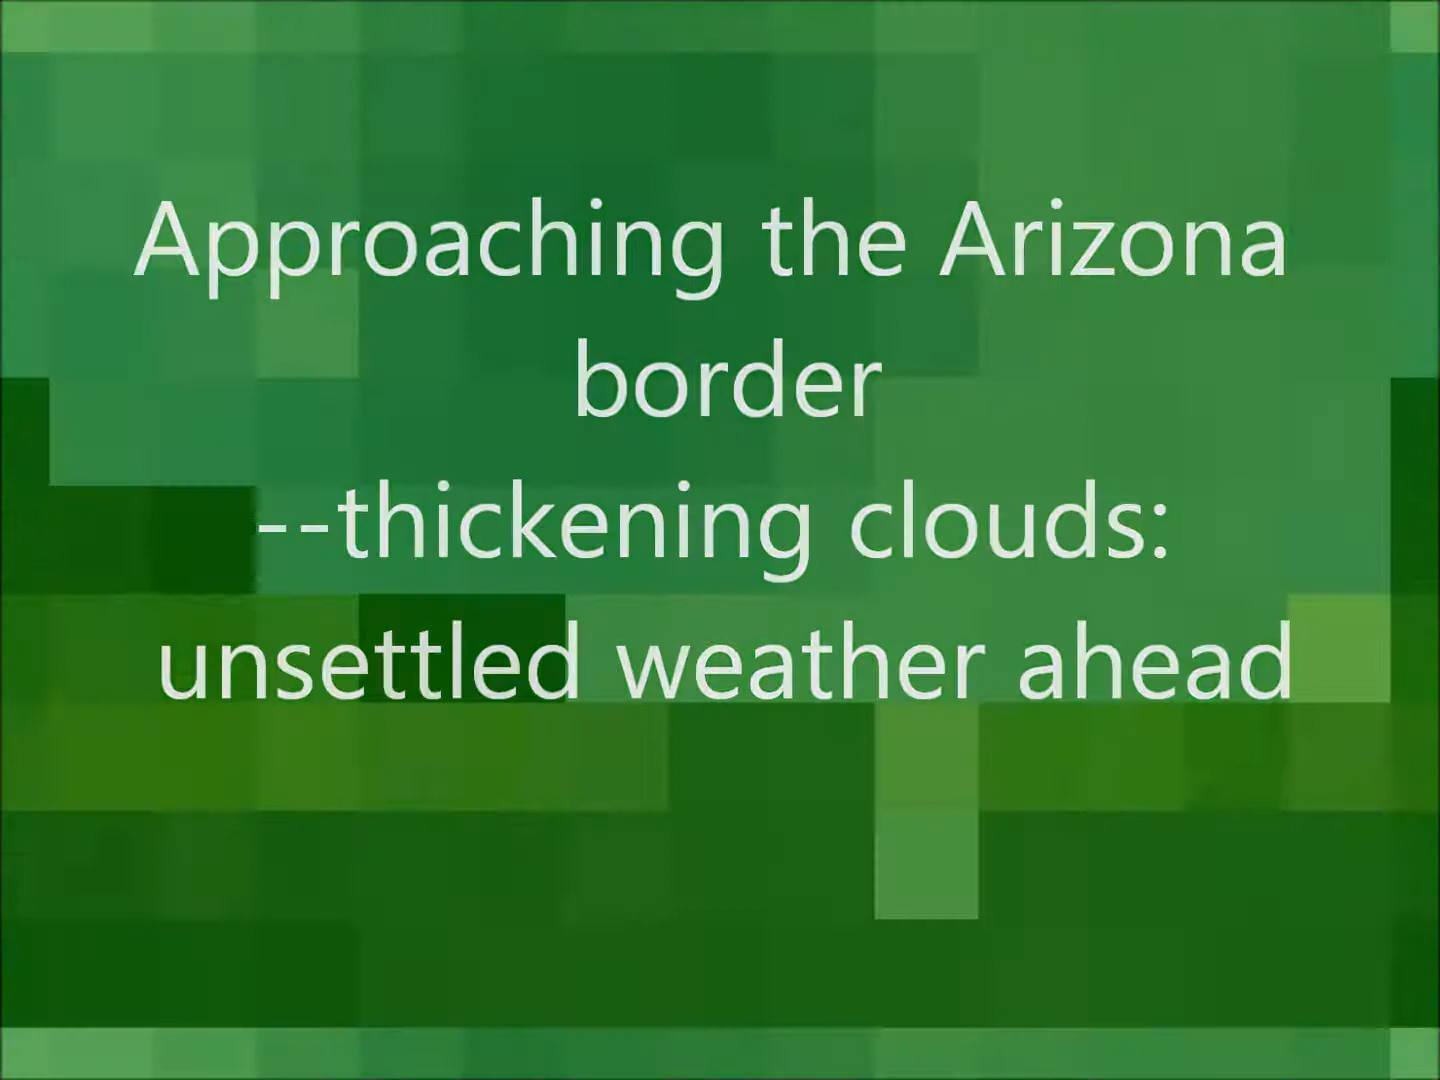 Approaching the Arizona
border
--thickening clouds:
unsettled weather ahead